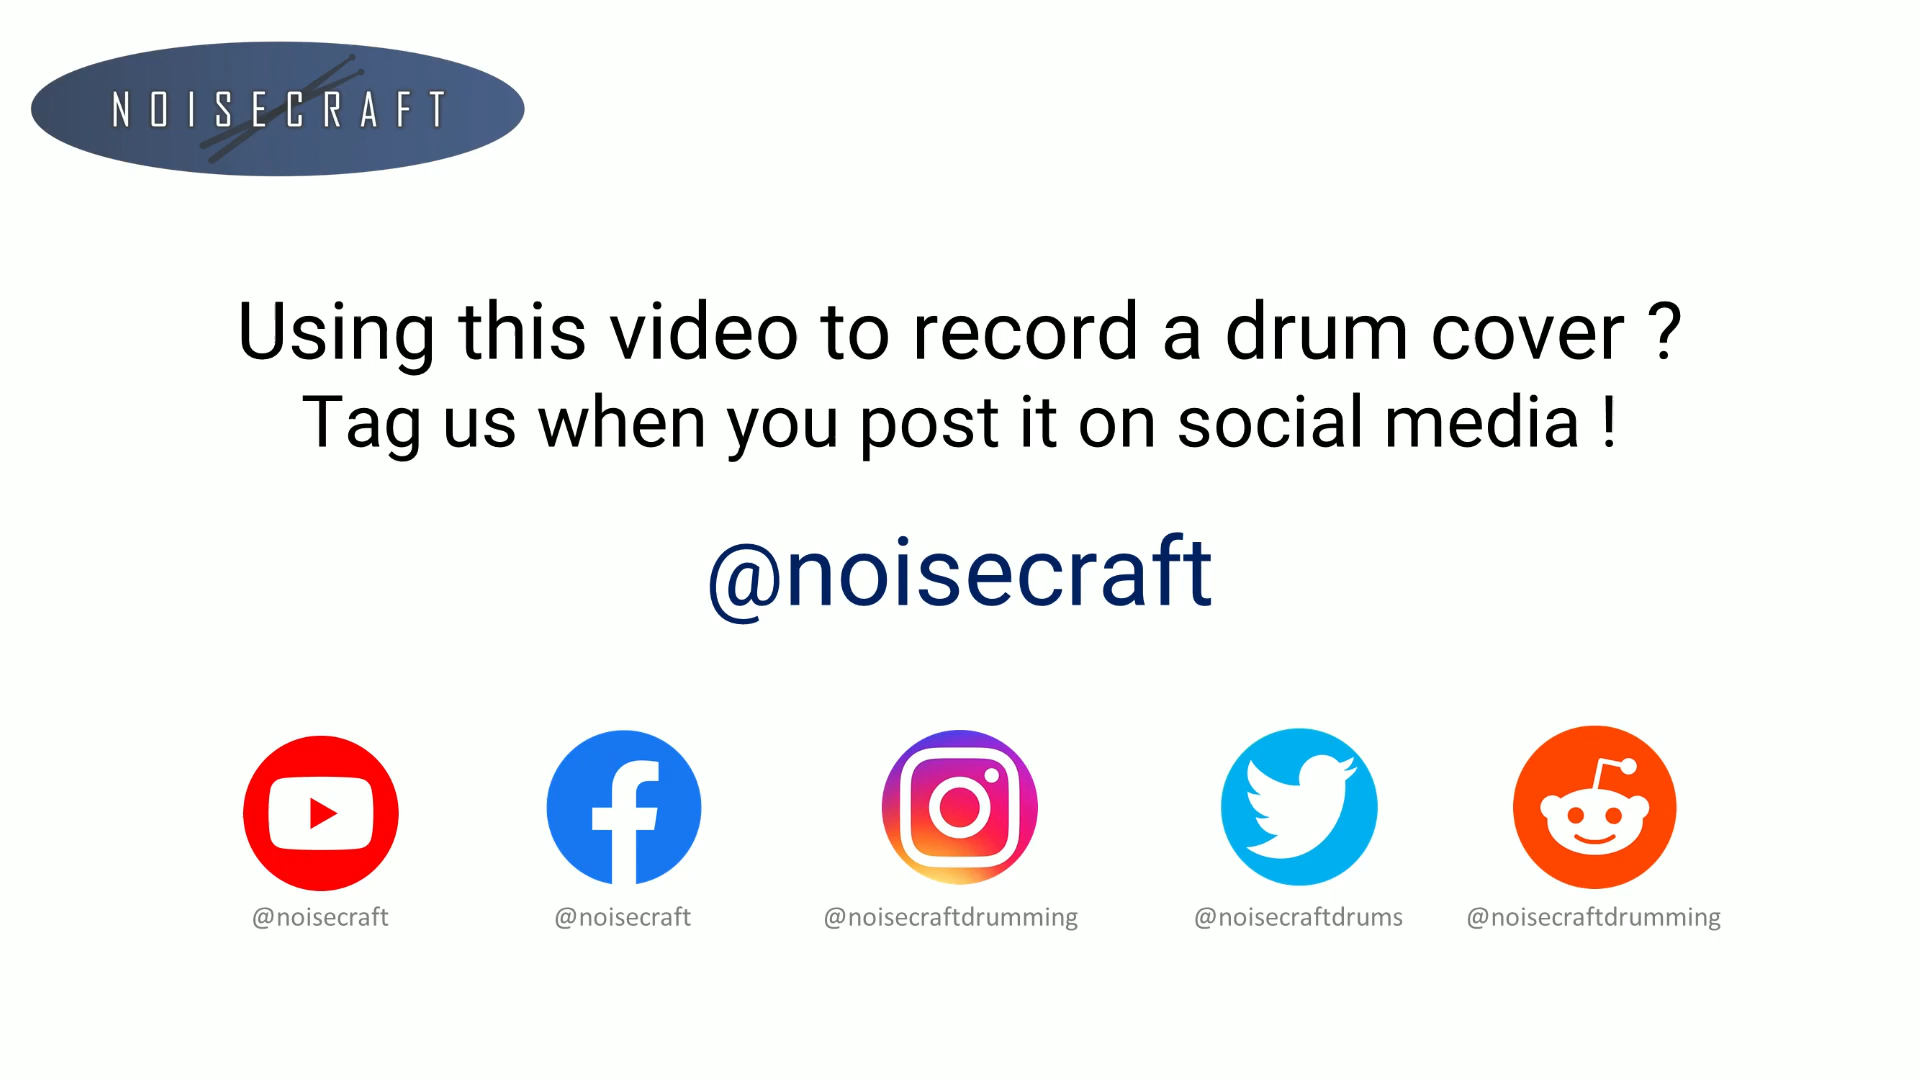 NOISECRAFT
Using this video to record a drum cover ?
Tag us when you post it on social media !
@noisecraft
@noisecraft @noisecraft @noisecraftdrumming @noisecraftdrums @noisecraftdrumming